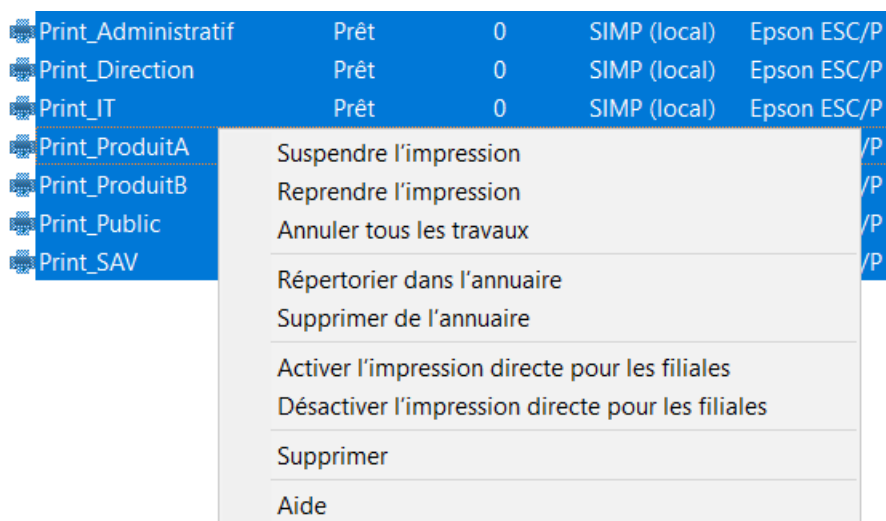 Print_Administratif Prêt 0 SIMP (local) Epson ESC/P
Print_Direction Prêt 0 SIMP (local) Epson ESC/P
Print_IT Prêt 0 SIMP (local) Epson ESC/P
Print_ProduitA /P
Print_ProduitB /P
Print_Public /P
Print_SAV /P
Suspendre l'impression
Reprendre l'impression
Annuler tous les travaux
Répertorier dans l'annuaire
Supprimer de l'annuaire
Activer l'impression directe pour les filiales
Désactiver l'impression directe pour les filiales
Supprimer
Aide